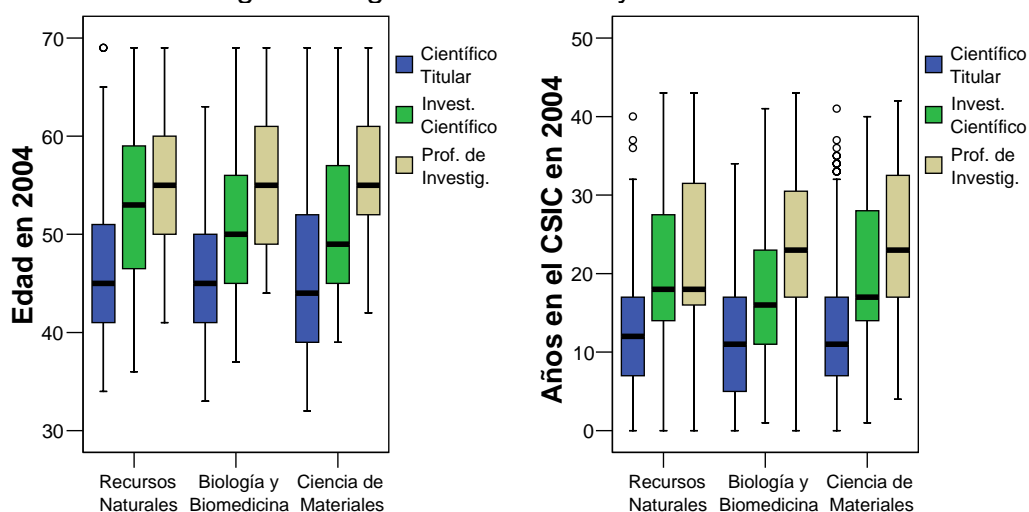 70
60
50
40
30
Edad en 2004
Recursos
Naturales
Biología y
Biomedicina
Ciencia de
Materiales
Científico
Titular
Invest.
Científico
Prof. de
Investig.
50
40
30
20
10
0
Años en el CSIC en 2004
Recursos
Naturales
Biología y
Biomedicina
Ciencia de
Materiales
Científico
Titular
Invest.
Científico
Prof. de
Investig.